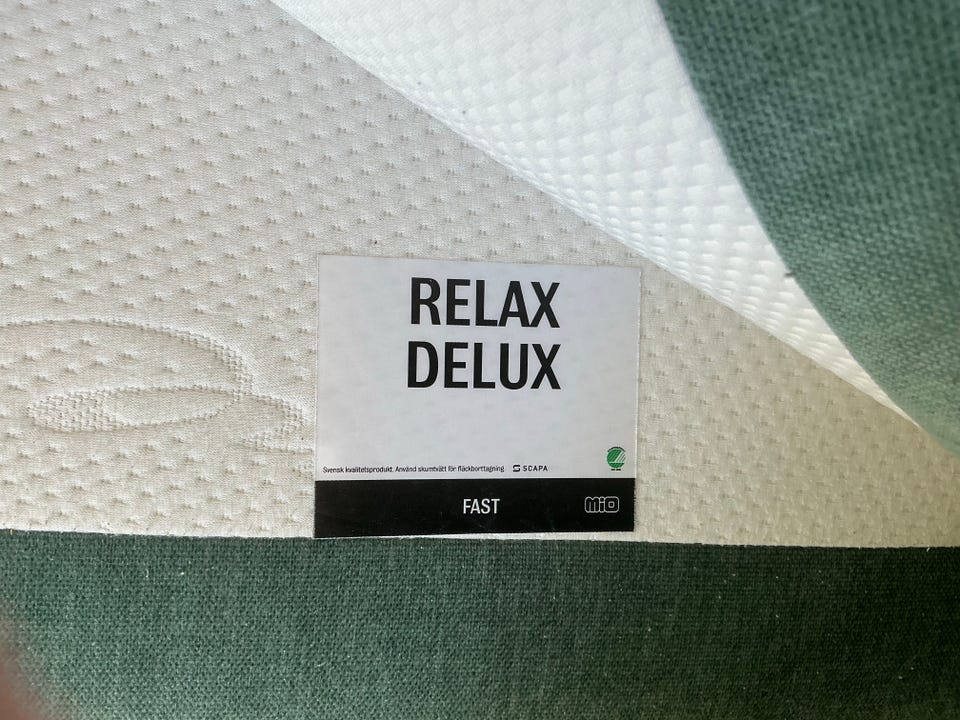 RELAX
DELUX
Svensk kvalitetsprodukt. Använd skumtvätt för fläckborttagning. SCAPA
FAST MiO